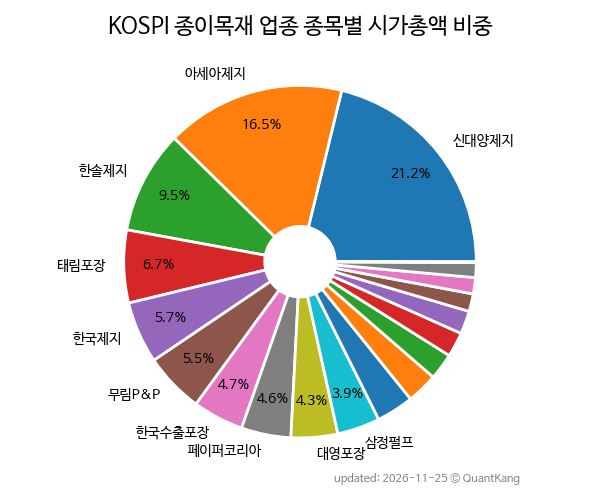 KOSPI 종이목재 업종 종목별 시가총액 비중
신대양제지
21.2%
아세아제지
16.5%
한솔제지
9.5%
태림포장
6.7%
한국제지
5.7%
무림P&P
5.5%
한국수출포장
4.7%
페이퍼코리아
4.6%
대영포장
4.3%
삼정펄프
3.9%
updated: 2026-11-25 © QuantKang